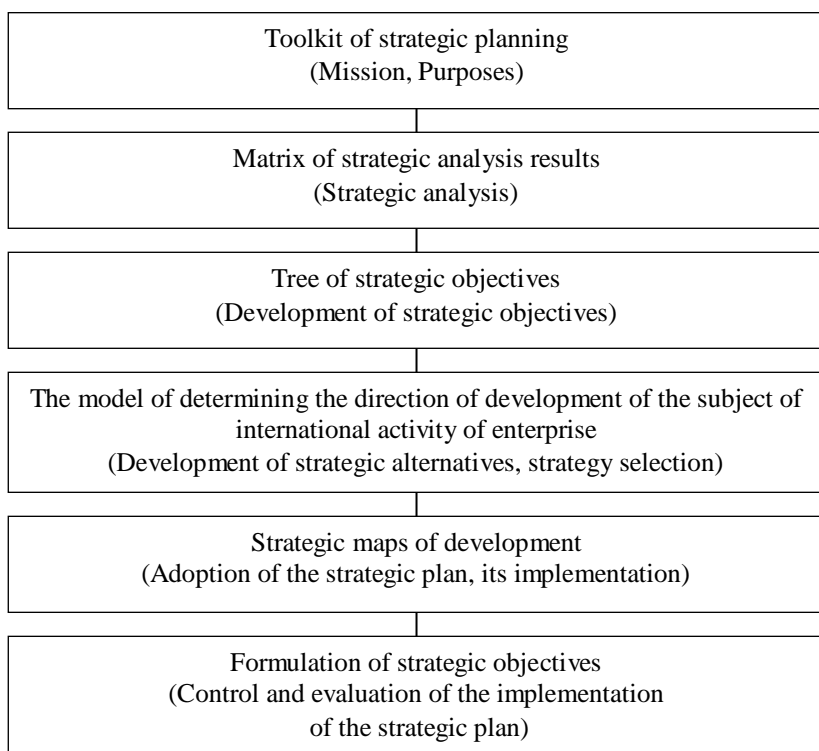 Toolkit of strategic planning
(Mission, Purposes)
Matrix of strategic analysis results
(Strategic analysis)
Tree of strategic objectives
(Development of strategic objectives)
The model of determining the direction of development of the subject of
international activity of enterprise
(Development of strategic alternatives, strategy selection)
Strategic maps of development
(Adoption of the strategic plan, its implementation)
Formulation of strategic objectives
(Control and evaluation of the implementation
of the strategic plan)